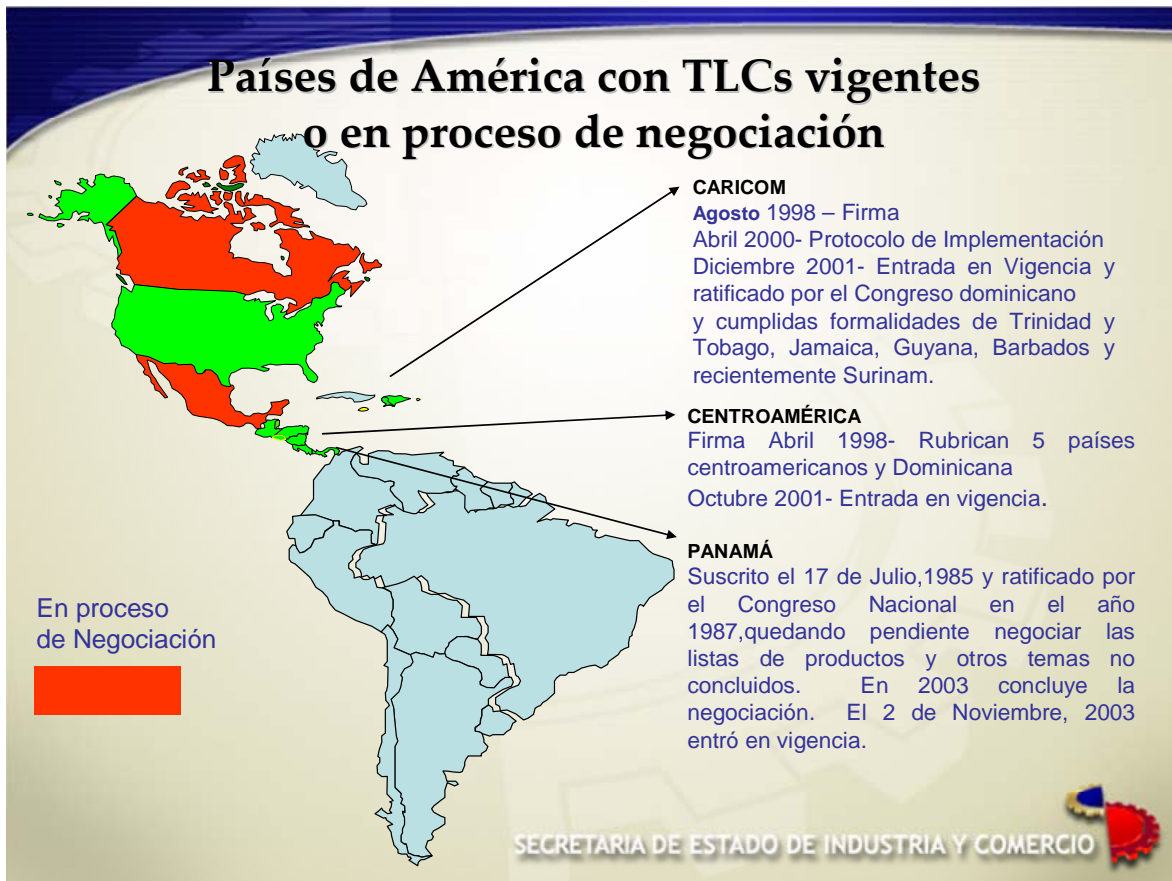 Países de América con TLCs vigentes
o en proceso de negociación
CARICOM
Agosto 1998 – Firma
Abril 2000- Protocolo de Implementación
Diciembre 2001- Entrada en Vigencia y
ratificado por el Congreso dominicano
y cumplidas formalidades de Trinidad y
Tobago, Jamaica, Guyana, Barbados y
recientemente Surinam.
CENTROAMÉRICA
Firma Abril 1998- Rubrican 5 países
centroamericanos y Dominicana
Octubre 2001- Entrada en vigencia.
PANAMÁ
Suscrito el 17 de Julio,1985 y ratificado por
el Congreso Nacional en el año
1987,quedando pendiente negociar las
listas de productos y otros temas no
concluidos. En 2003 concluye la
negociación. El 2 de Noviembre, 2003
entró en vigencia.
En proceso
de Negociación
SECRETARIA DE ESTADO DE INDUSTRIA Y COMERCIO